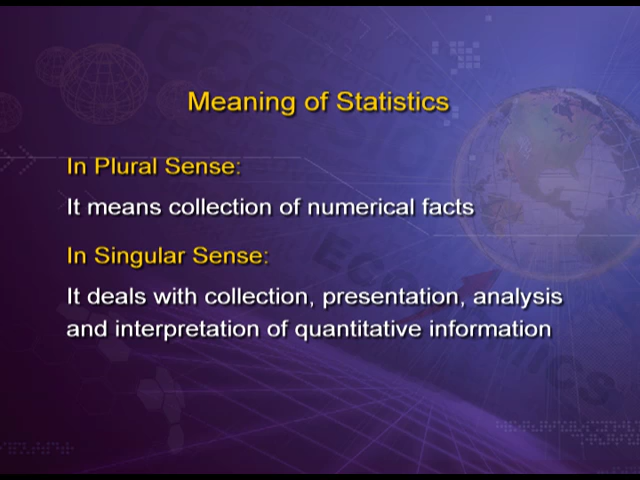 Meaning of Statistics
In Plural Sense:
It means collection of numerical facts
In Singular Sense:
It deals with collection, presentation, analysis
and interpretation of quantitative information
Economics